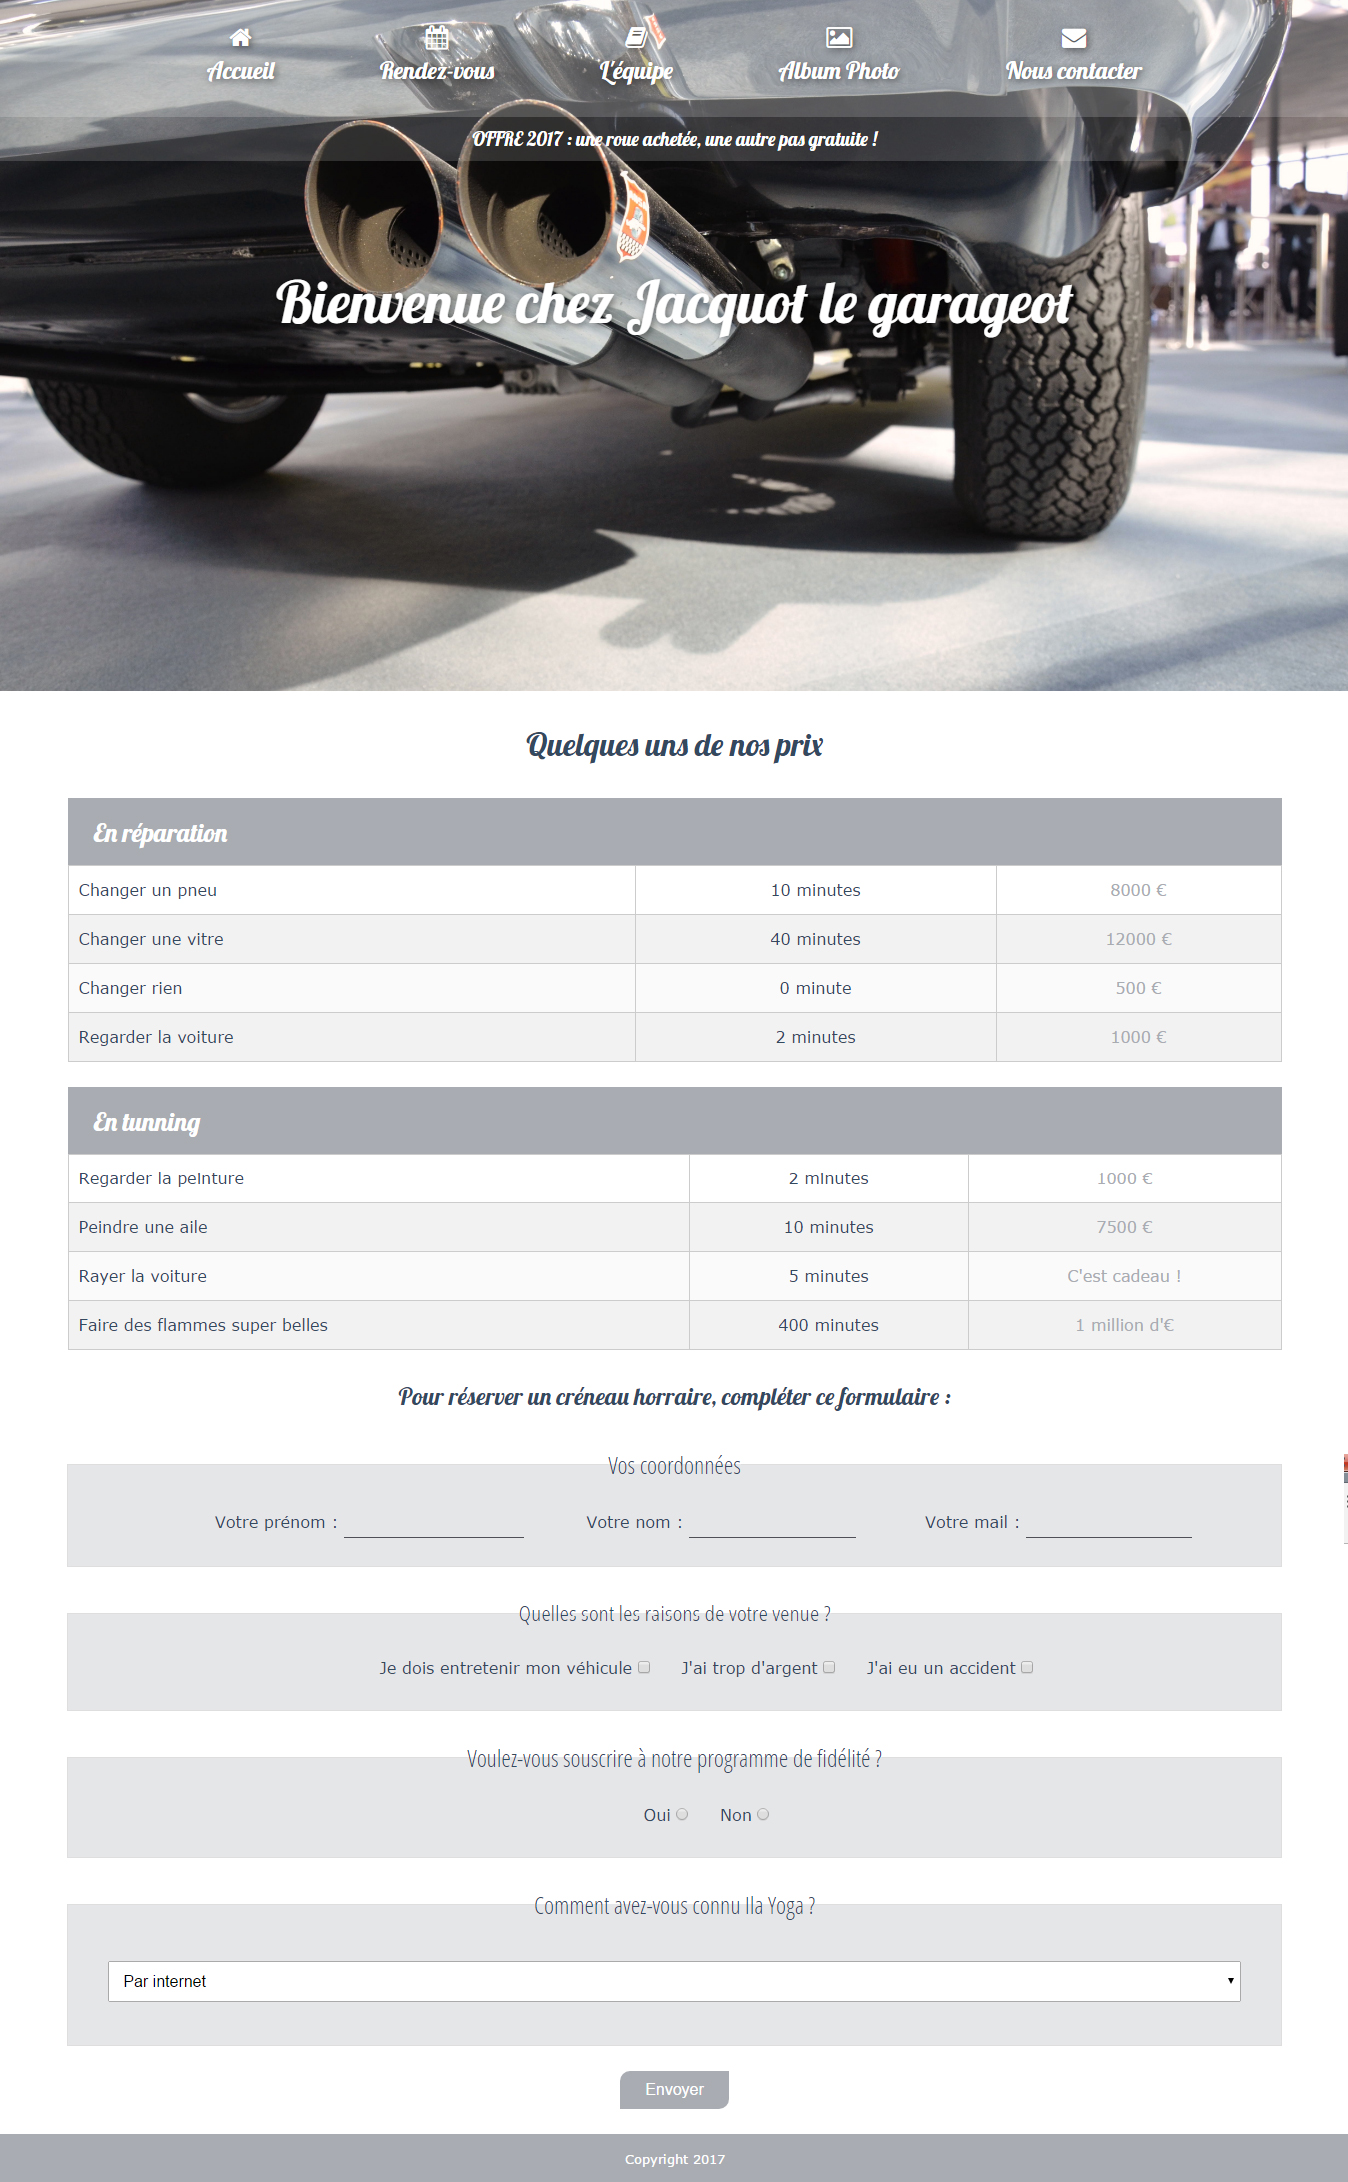 Accueil Rendez-vous L'équipe Album Photo Nous contacter
OFFRE 2017 : une roue achetée, une autre pas gratuite !
Bienvenue chez Jacquot le garageot
Quelques uns de nos prix
En réparation
Changer un pneu 10 minutes 8000 €
Changer une vitre 40 minutes 12000 €
Changer rien 0 minute 500 €
Regarder la voiture 2 minutes 1000 €
En tunning
Regarder la peinture 2 minutes 1000 €
Peindre une aile 10 minutes 7500 €
Rayer la voiture 5 minutes C'est cadeau !
Faire des flammes super belles 400 minutes 1 million d'€
Pour réserver un créneau horraire, compléter ce formulaire :
Vos coordonnées
Votre prénom : Votre nom : Votre mail :
Quelles sont les raisons de votre venue ?
Je dois entretenir mon véhicule J'ai trop d'argent J'ai eu un accident
Voulez-vous souscrire à notre programme de fidélité ?
Oui Non
Comment avez-vous connu Ila Yoga ?
Par internet
Envoyer
Copyright 2017